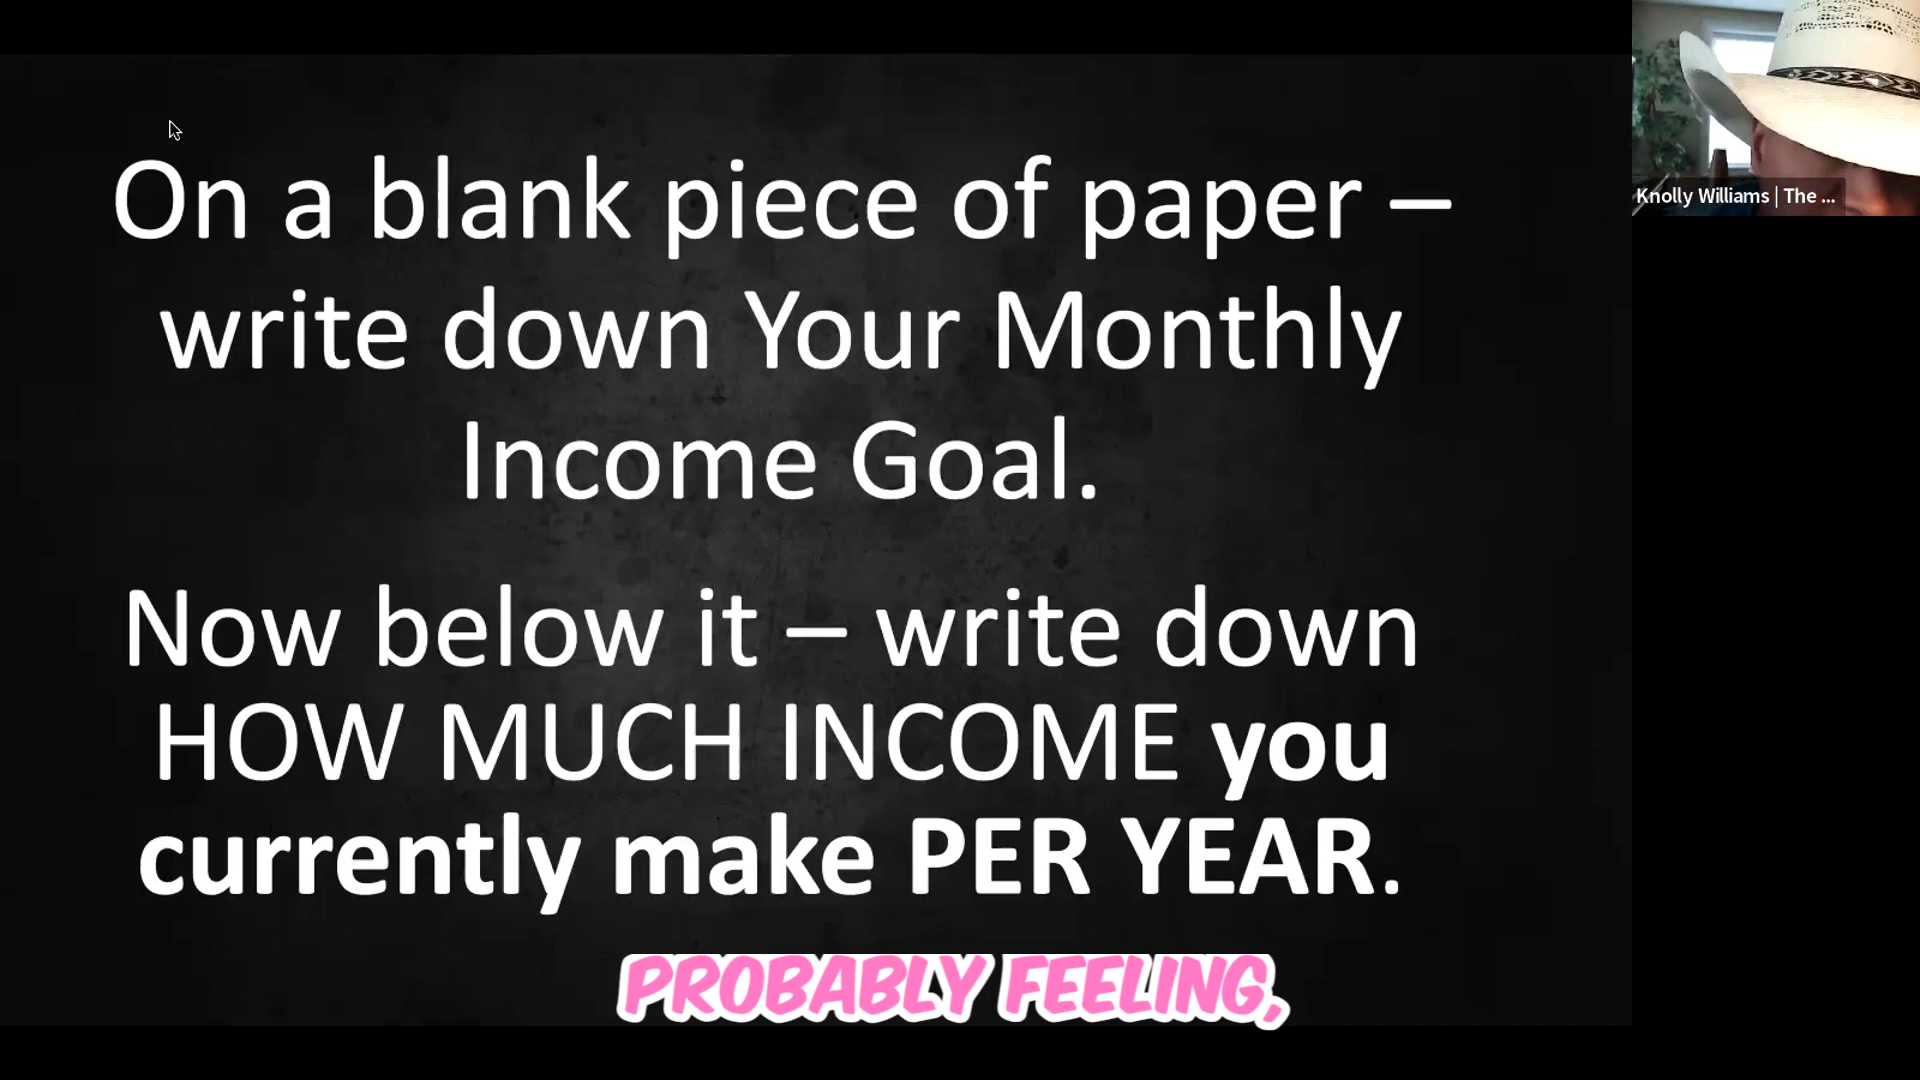 On a blank piece of paper –
write down Your Monthly
Income Goal.
Now below it – write down
HOW MUCH INCOME you
currently make PER YEAR.
PROBABLY FEELING,
Knolly Williams | The ...